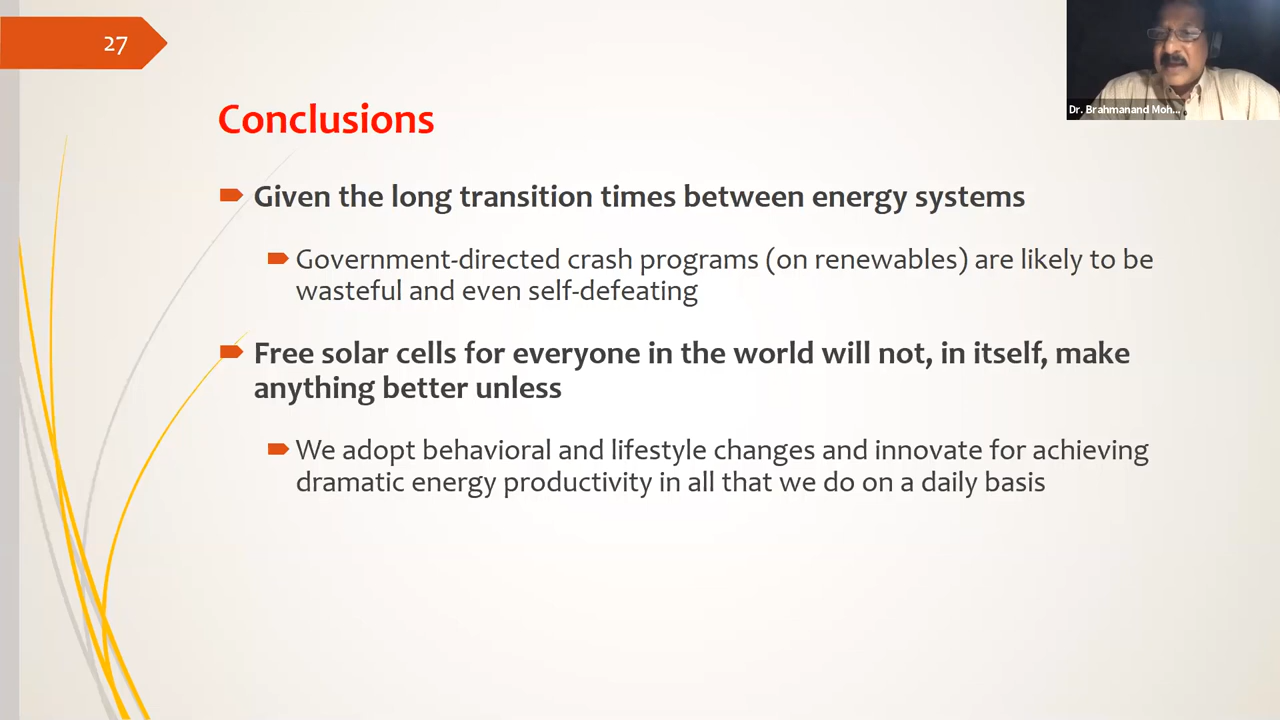 27
Dr. Brahmanand Moh...
Conclusions
Given the long transition times between energy systems
Government-directed crash programs (on renewables) are likely to be
wasteful and even self-defeating
Free solar cells for everyone in the world will not, in itself, make
anything better unless
We adopt behavioral and lifestyle changes and innovate for achieving
dramatic energy productivity in all that we do on a daily basis